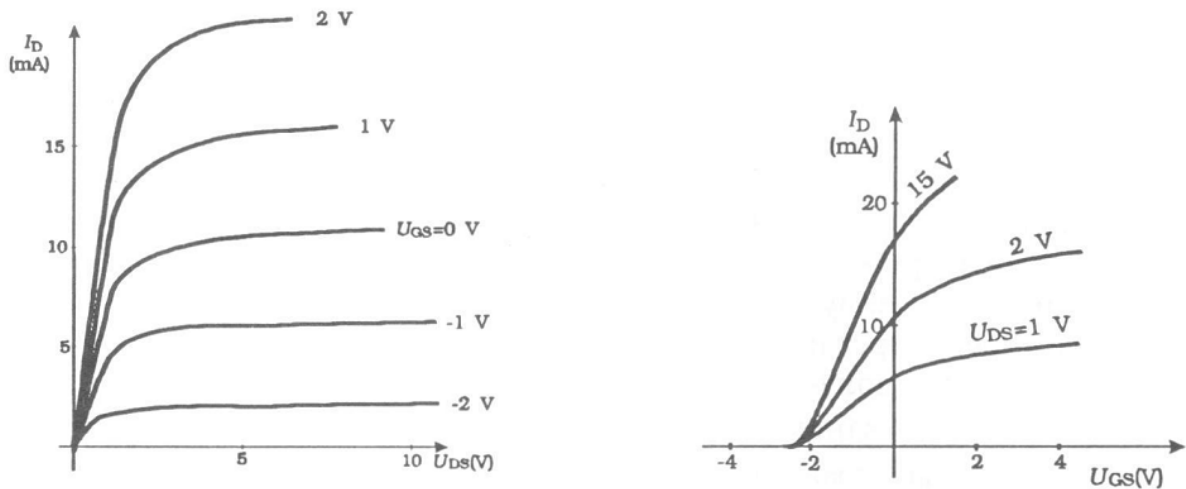 I_D
(mA)
2 V
15
1 V
10
U_GS=0 V
5
-1 V
-2 V
5
10
U_DS(V)
I_D
(mA)
15 V
20
2 V
10
U_DS=1 V
-4
-2
2
4
U_GS(V)